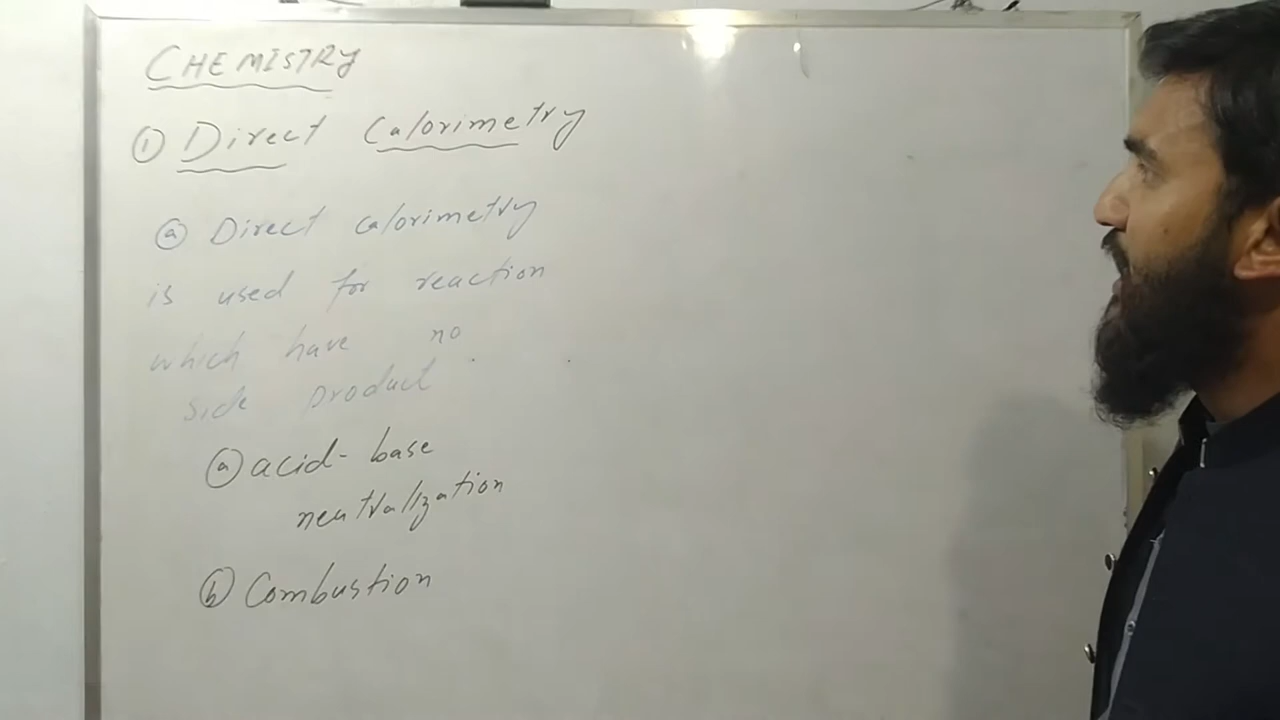 CHEMISTRY
① Direct Calorimetry
ⓐ Direct calorimetry
is used for reaction
which have no
side product.
ⓐ acid-base
neutralization
ⓑ Combustion